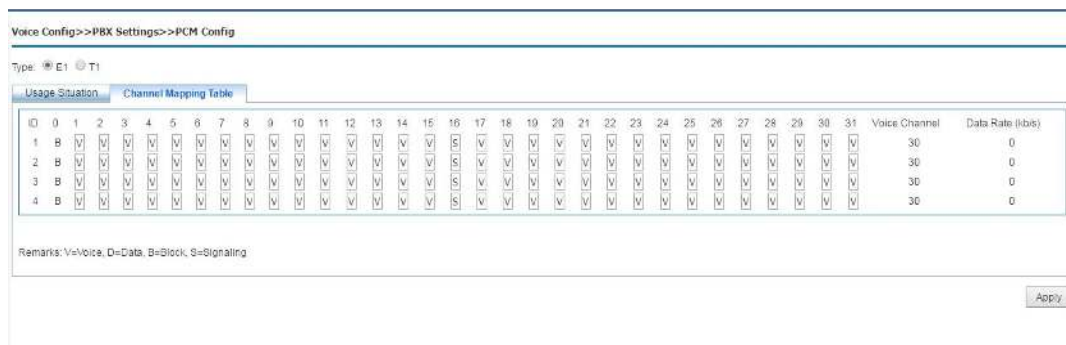 Voice Config>>PBX Settings>>PCM Config
Type: E1 T1
Usage Situation Channel Mapping Table
ID 0 1 2 3 4 5 6 7 8 9 10 11 12 13 14 15 16 17 18 19 20 21 22 23 24 25 26 27 28 29 30 31 Voice Channel Data Rate (kb/s)
1 B V V V V V V V V V V V V V V V S V V V V V V V V V V V V V V V 30 0
2 B V V V V V V V V V V V V V V V S V V V V V V V V V V V V V V V 30 0
3 B V V V V V V V V V V V V V V V S V V V V V V V V V V V V V V V 30 0
4 B V V V V V V V V V V V V V V V S V V V V V V V V V V V V V V V 30 0
Remarks: V=Voice, D=Data, B=Block, S=Signaling
Apply